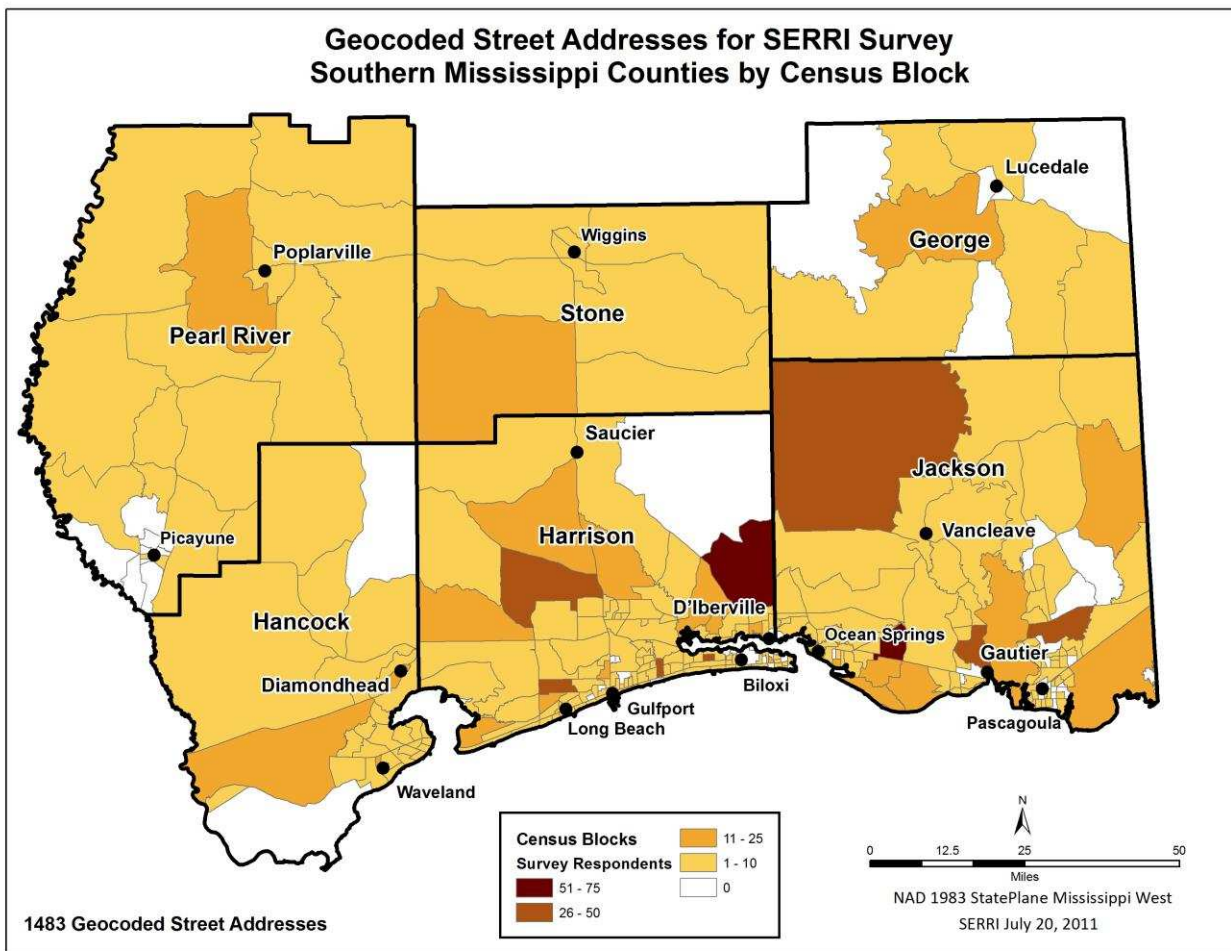 Geocoded Street Addresses for SERRI Survey
Southern Mississippi Counties by Census Block
Lucedale
George
Wiggins
Poplarville
Stone
Pearl River
Saucier
Jackson
Vancleave
Harrison
Picayune
Hancock
D'Iberville
Ocean Springs
Gautier
Diamondhead
Biloxi
Gulfport
Long Beach
Pascagoula
Waveland
Census Blocks
Survey Respondents
51 - 75
26 - 50
11 - 25
1 - 10
0
N
0 12.5 25 50
Miles
NAD 1983 StatePlane Mississippi West
SERRI July 20, 2011
1483 Geocoded Street Addresses